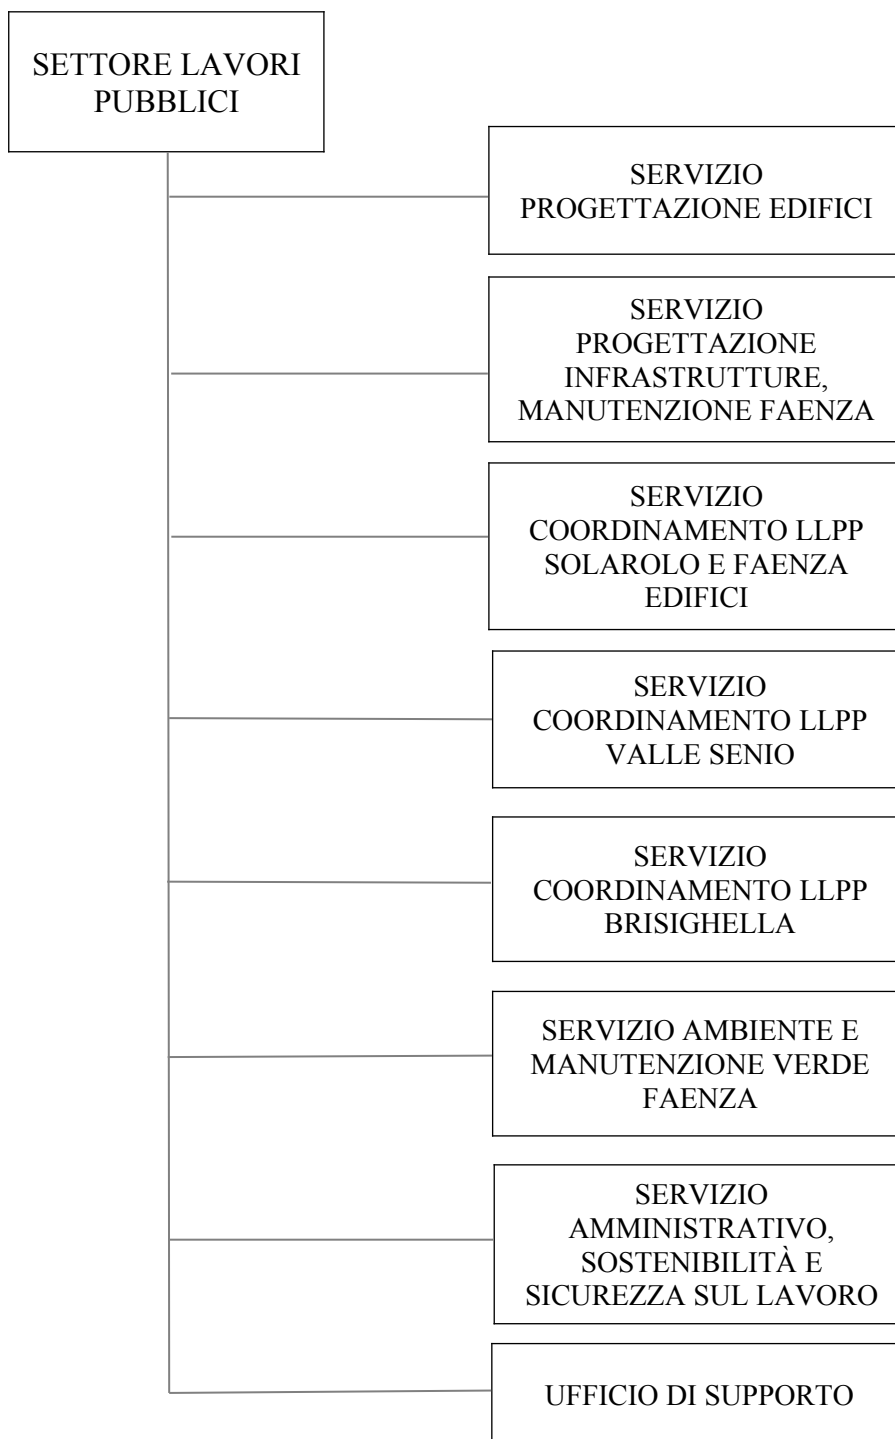 SETTORE LAVORI
PUBBLICI
SERVIZIO
PROGETTAZIONE EDIFICI
SERVIZIO
PROGETTAZIONE
INFRASTRUTTURE,
MANUTENZIONE FAENZA
SERVIZIO
COORDINAMENTO LLPP
SOLAROLO E FAENZA
EDIFICI
SERVIZIO
COORDINAMENTO LLPP
VALLE SENIO
SERVIZIO
COORDINAMENTO LLPP
BRISIGHELLA
SERVIZIO AMBIENTE E
MANUTENZIONE VERDE
FAENZA
SERVIZIO
AMMINISTRATIVO,
SOSTENIBILITÀ E
SICUREZZA SUL LAVORO
UFFICIO DI SUPPORTO